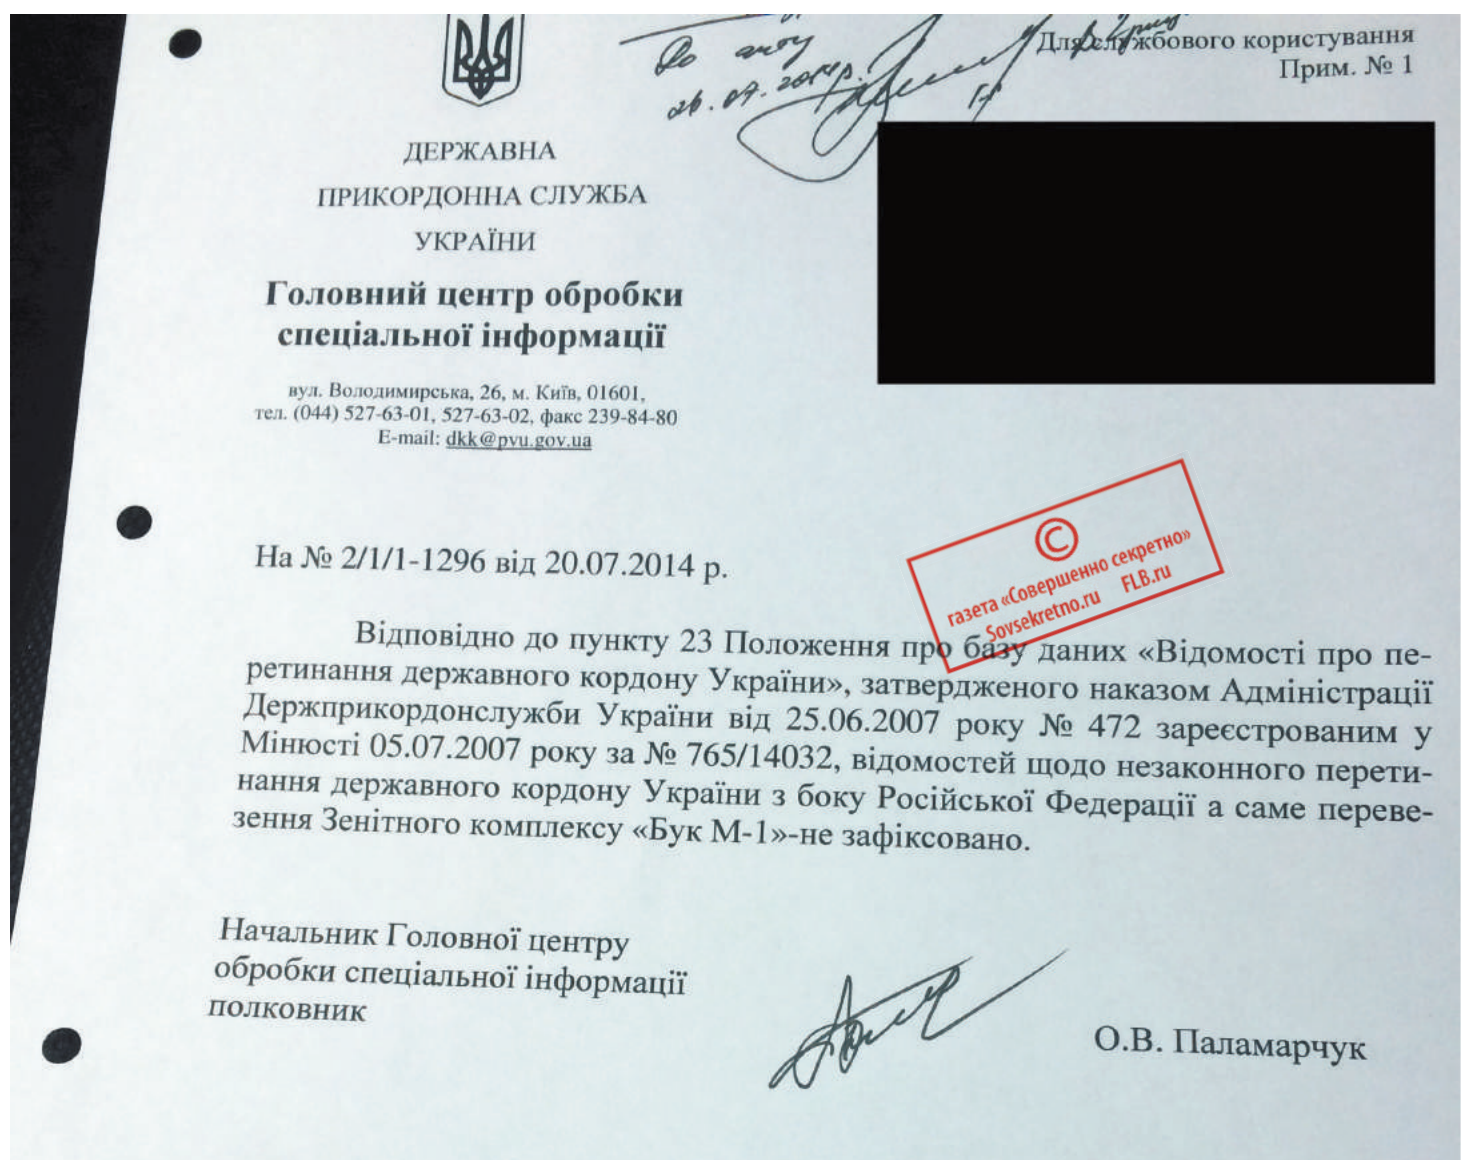 Для службового користування
Прим. № 1
До
26.07.2014р.
ДЕРЖАВНА
ПРИКОРДОННА СЛУЖБА
УКРАЇНИ
Головний центр обробки
спеціальної інформації
вул. Володимирська, 26, м. Київ, 01601,
тел. (044) 527-63-01, 527-63-02, факс 239-84-80
E-mail: dkk@pvu.gov.ua
©
газета «Совершенно секретно»
Sovsekretno.ru FLB.ru
На № 2/1/1-1296 від 20.07.2014 р.
Відповідно до пункту 23 Положення про базу даних «Відомості про пе-
ретинання державного кордону України», затвердженого наказом Адміністрації
Держприкордонслужби України від 25.06.2007 року № 472 зареєстрованим у
Мінюсті 05.07.2007 року за № 765/14032, відомостей щодо незаконного перети-
нання державного кордону України з боку Російської Федерації а саме переве-
зення Зенітного комплексу «Бук М-1»-не зафіксовано.
Начальник Головної центру
обробки спеціальної інформації
полковник
О.В. Паламарчук